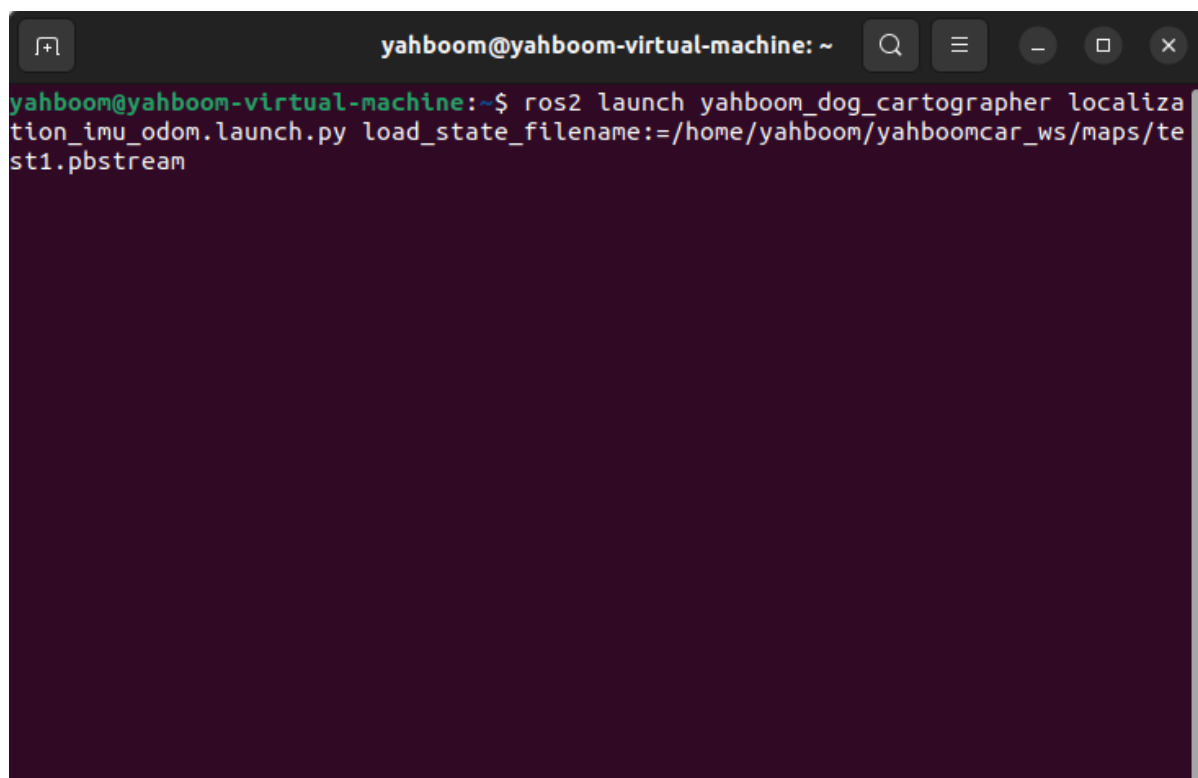 yahboom@yahboom-virtual-machine: ~
yahboom@yahboom-virtual-machine:~$ ros2 launch yahboom_dog_cartographer localiza
tion_imu_odom.launch.py load_state_filename:=/home/yahboom/yahboomcar_ws/maps/te
st1.pbstream